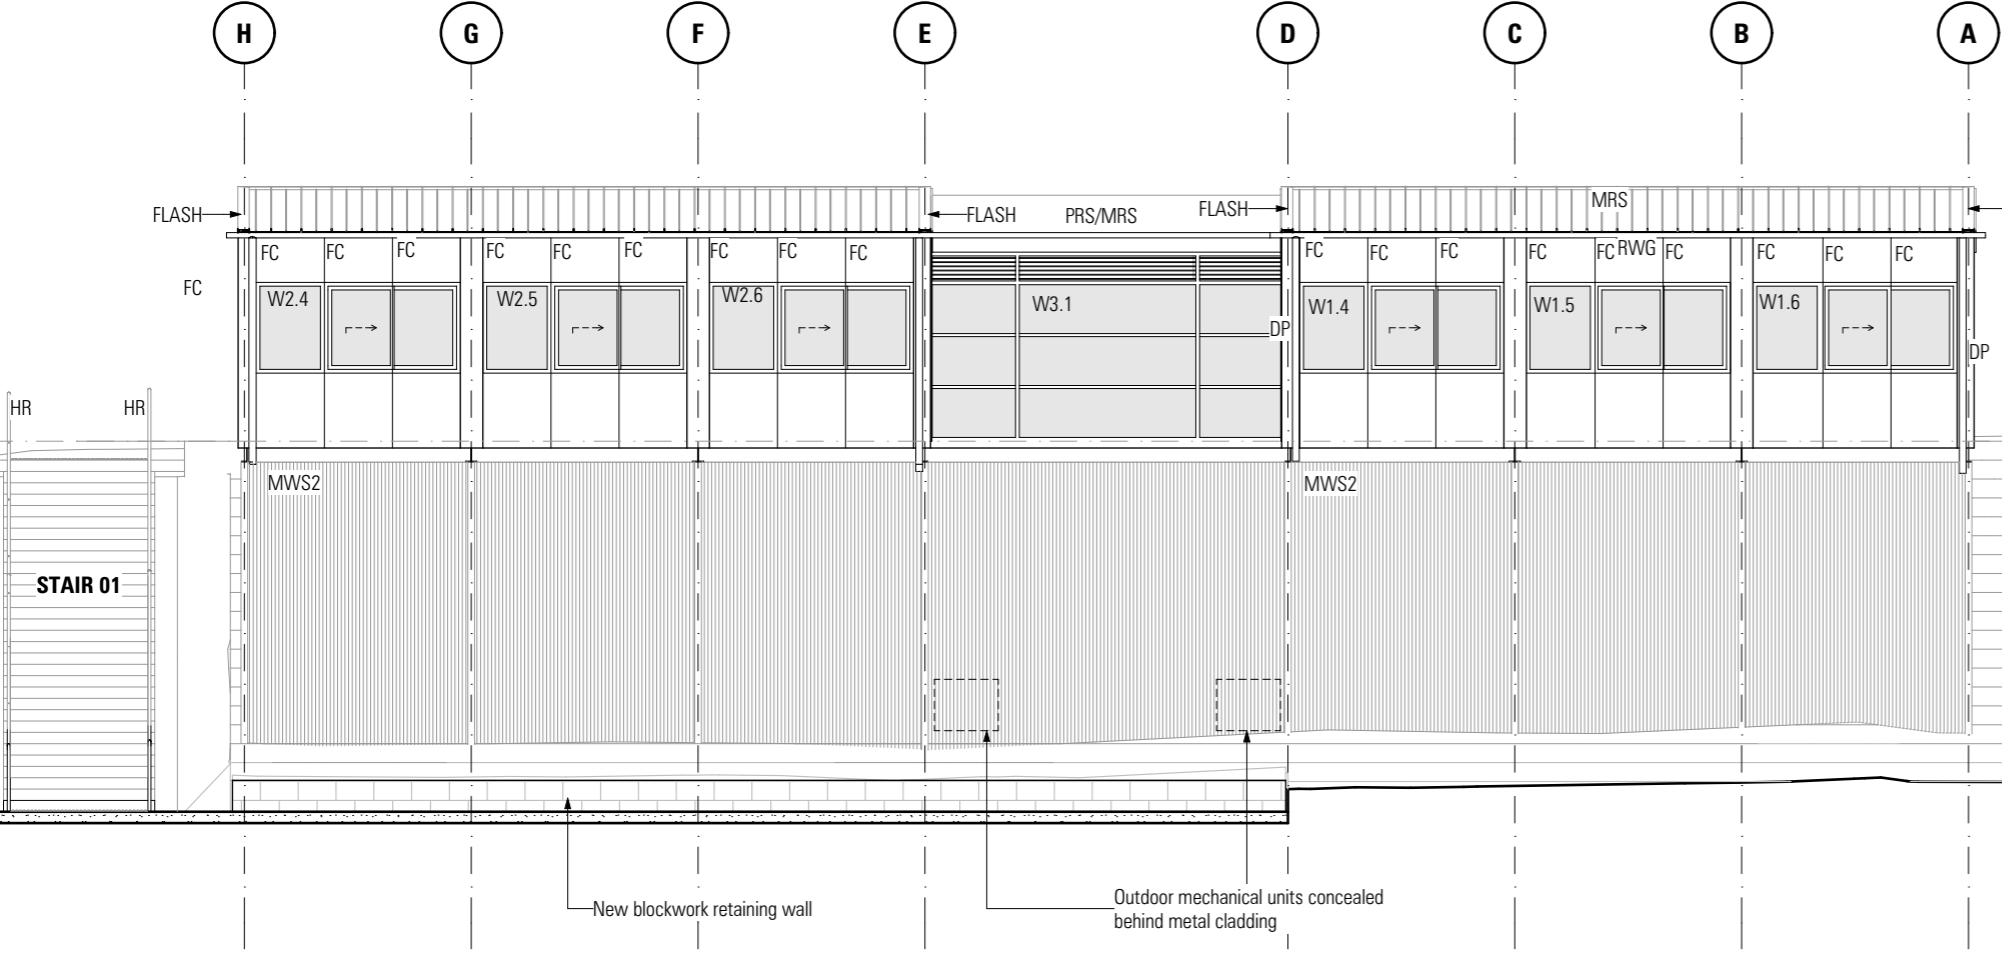 H G F E D C B A
MRS
FLASH FLASH PRS/MRS FLASH
FC FC FC FC FC FC FC FC FC FC FC FC FC FC RWG FC FC FC FC
FC
W2.4 W2.5 W2.6 W3.1 W1.4 W1.5 W1.6
DP
DP
HR HR
MWS2 MWS2
STAIR 01
New blockwork retaining wall
Outdoor mechanical units concealed
behind metal cladding